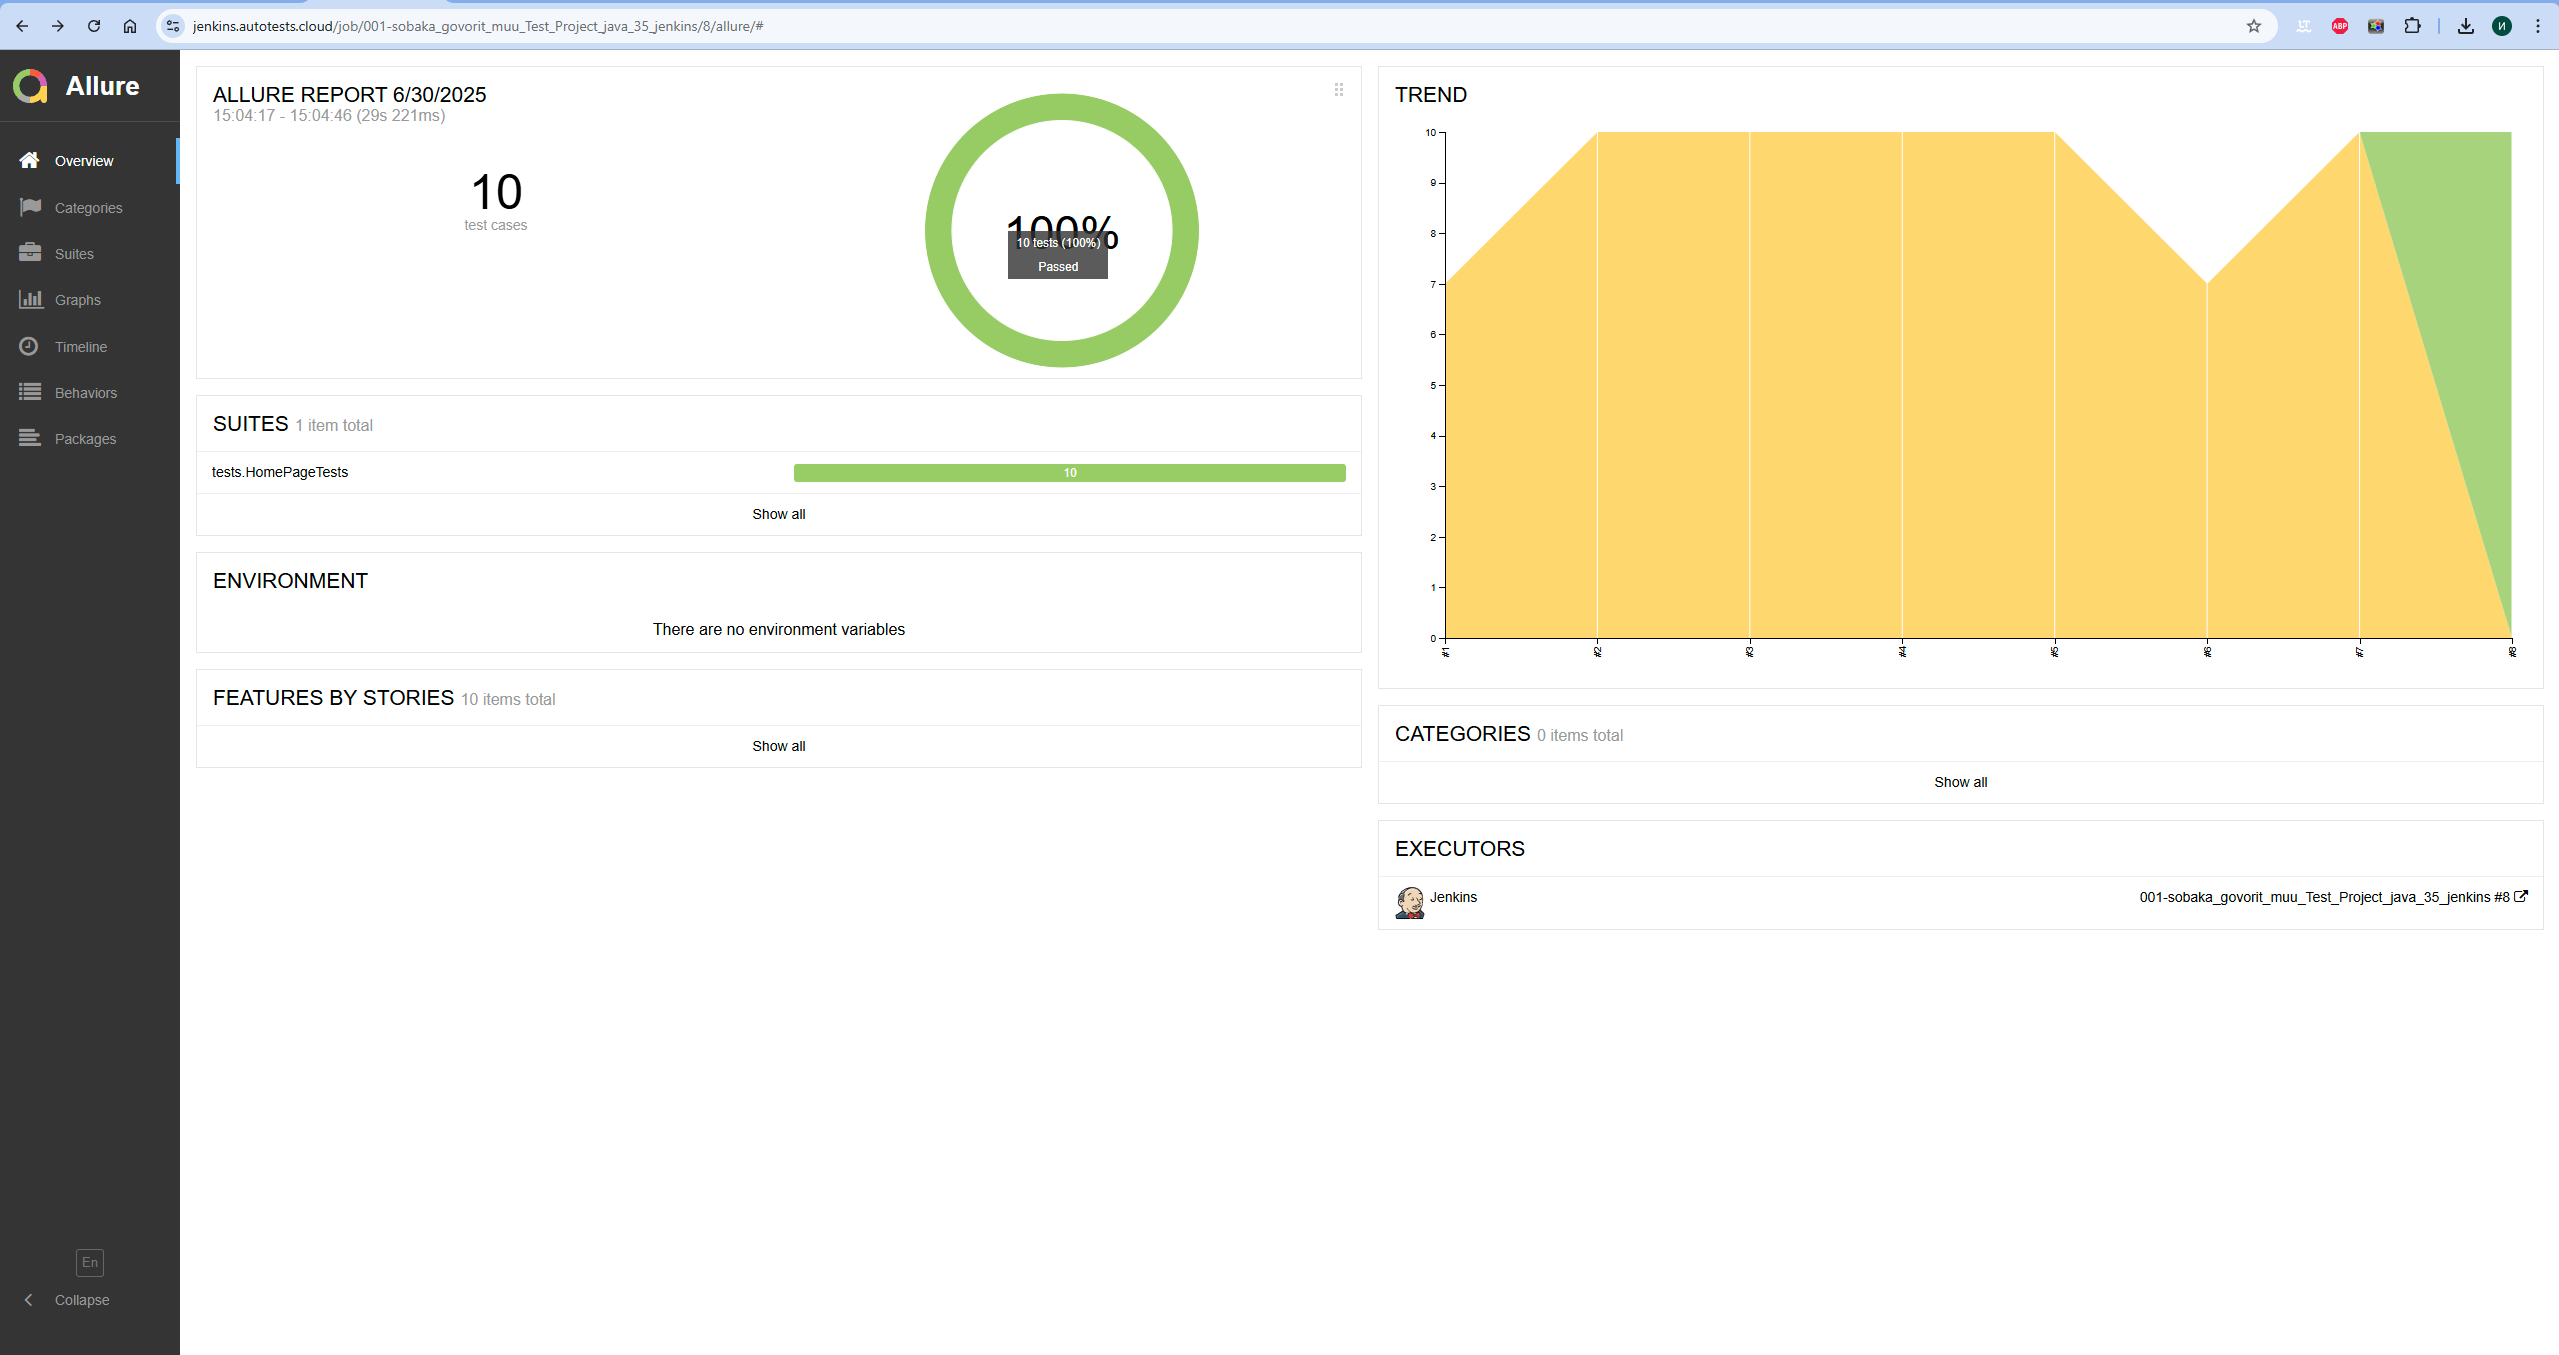 jenkins.autotests.cloud/job/001-sobaka_govorit_muu_Test_Project_java_35_jenkins/8/allure/#
ABP
И
Allure
Overview
Categories
Suites
Graphs
Timeline
Behaviors
Packages
En
Collapse
ALLURE REPORT 6/30/2025
15:04:17 - 15:04:46 (29s 221ms)
10
test cases
100%
10 tests (100%)
Passed
SUITES 1 item total
tests.HomePageTests
10
Show all
ENVIRONMENT
There are no environment variables
FEATURES BY STORIES 10 items total
Show all
TREND
10
9
8
7
6
5
4
3
2
1
0
#1
#2
#3
#4
#5
#6
#7
#8
CATEGORIES 0 items total
Show all
EXECUTORS
Jenkins
001-sobaka_govorit_muu_Test_Project_java_35_jenkins #8